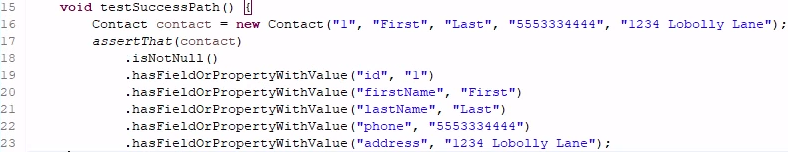 15 void testSuccessPath() {
16 Contact contact = new Contact("1", "First", "Last", "5553334444", "1234 Lobolly Lane");
17 assertThat(contact)
18 .isNotNull()
19 .hasFieldOrPropertyWithValue("id", "1")
20 .hasFieldOrPropertyWithValue("firstName", "First")
21 .hasFieldOrPropertyWithValue("lastName", "Last")
22 .hasFieldOrPropertyWithValue("phone", "5553334444")
23 .hasFieldOrPropertyWithValue("address", "1234 Lobolly Lane");